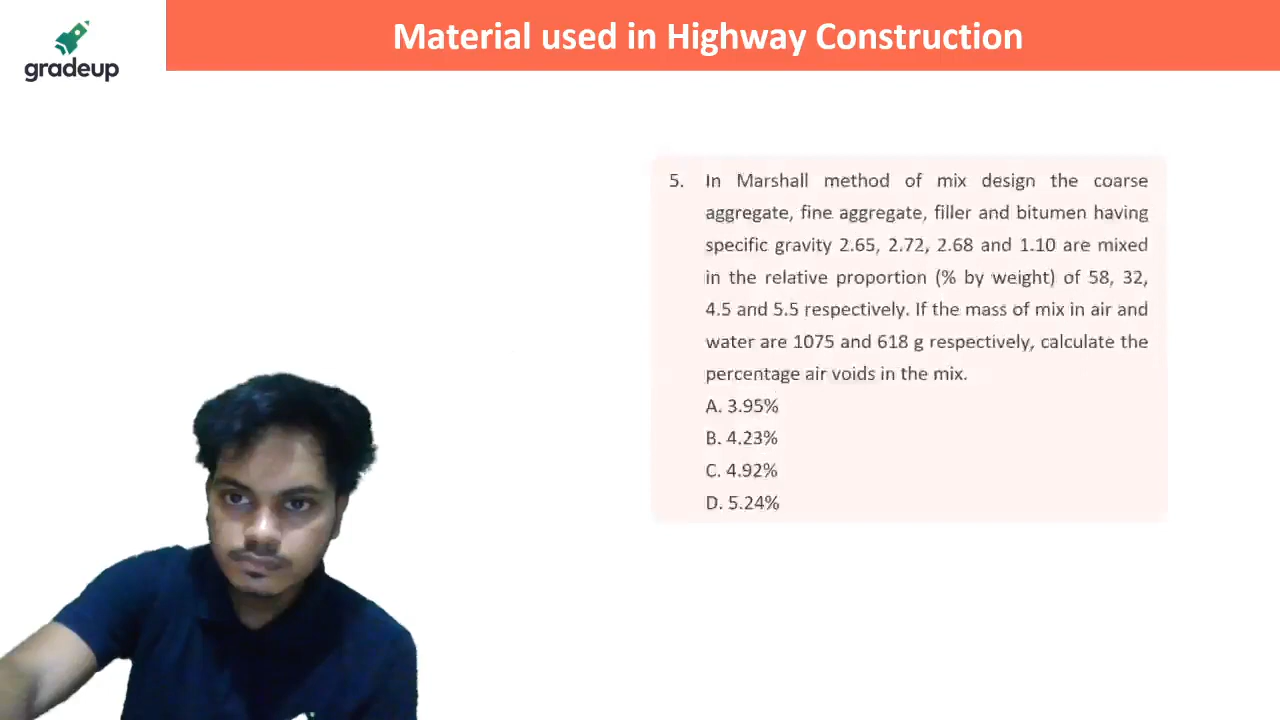 Material used in Highway Construction
gradeup
5. In Marshall method of mix design the coarse
aggregate, fine aggregate, filler and bitumen having
specific gravity 2.65, 2.72, 2.68 and 1.10 are mixed
in the relative proportion (% by weight) of 58, 32,
4.5 and 5.5 respectively. If the mass of mix in air and
water are 1075 and 618 g respectively, calculate the
percentage air voids in the mix.
A. 3.95%
B. 4.23%
C. 4.92%
D. 5.24%